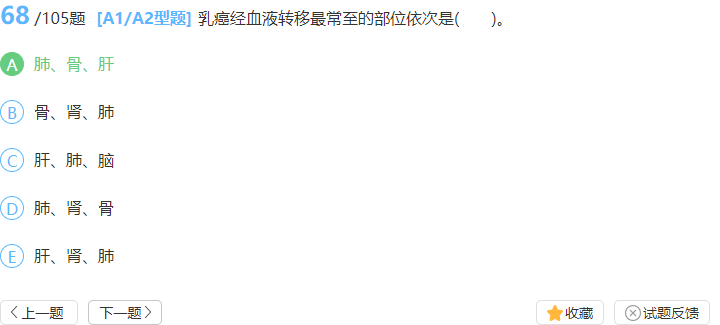 68 /105题 [A1/A2型题] 乳癌经血液转移最常至的部位依次是(　　)。
A 肺、骨、肝
B 骨、肾、肺
C 肝、肺、脑
D 肺、肾、骨
E 肝、肾、肺
上一题 下一题 收藏 试题反馈